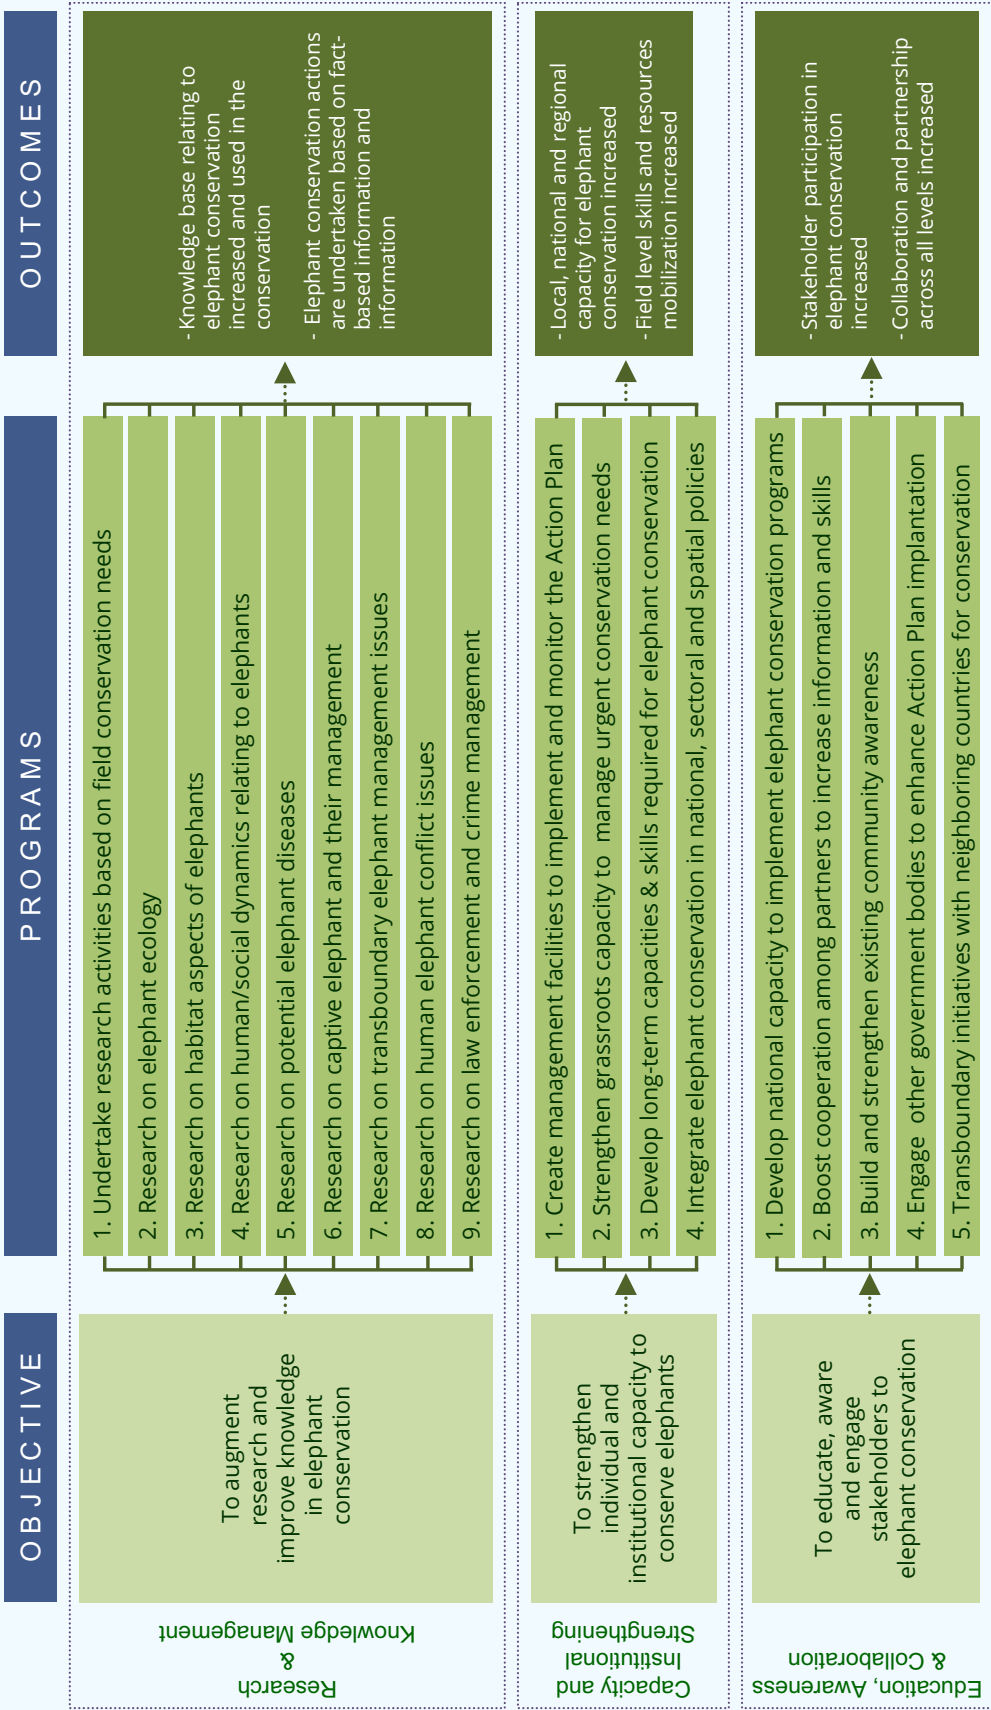 OBJECTIVE
PROGRAMS
OUTCOMES
Research
&
Knowledge Management
To augment
research and
improve knowledge
in elephant
conservation
1. Undertake research activities based on field conservation needs
2. Research on elephant ecology
3. Research on habitat aspects of elephants
4. Research on human/social dynamics relating to elephants
5. Research on potential elephant diseases
6. Research on captive elephant and their management
7. Research on transboundary elephant management issues
8. Research on human elephant conflict issues
9. Research on law enforcement and crime management
- Knowledge base relating to
elephant conservation
increased and used in the
conservation
- Elephant conservation actions
are undertaken based on fact-
based information and
information
Capacity and
Institutional
Strengthening
To strengthen
individual and
institutional capacity to
conserve elephants
1. Create management facilities to implement and monitor the Action Plan
2. Strengthen grassroots capacity to manage urgent conservation needs
3. Develop long-term capacities & skills required for elephant conservation
4. Integrate elephant conservation in national, sectoral and spatial policies
- Local, national and regional
capacity for elephant
conservation increased
- Field level skills and resources
mobilization increased
Education, Awareness
& Collaboration
To educate, aware
and engage
stakeholders to
elephant conservation
1. Develop national capacity to implement elephant conservation programs
2. Boost cooperation among partners to increase information and skills
3. Build and strengthen existing community awareness
4. Engage other government bodies to enhance Action Plan implantation
5. Transboundary initiatives with neighboring countries for conservation
- Stakeholder participation in
elephant conservation
increased
- Collaboration and partnership
across all levels increased